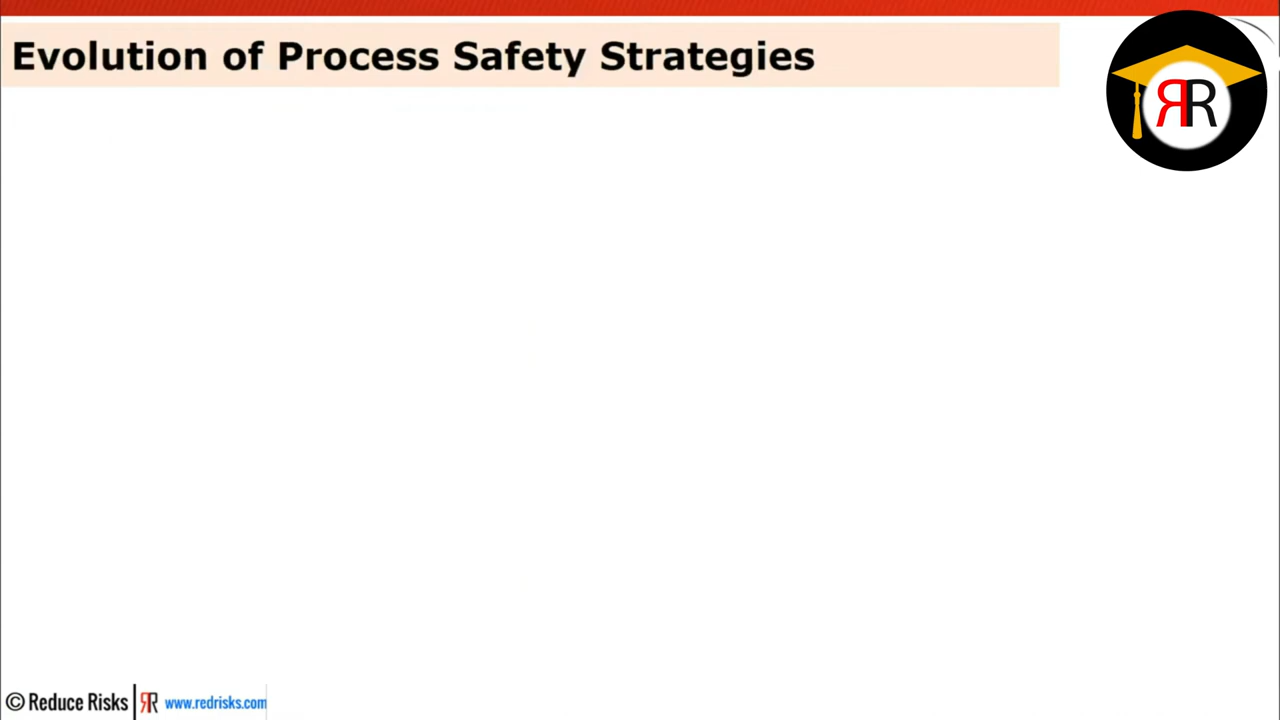 Evolution of Process Safety Strategies
RR
© Reduce Risks | RR www.redrisks.com